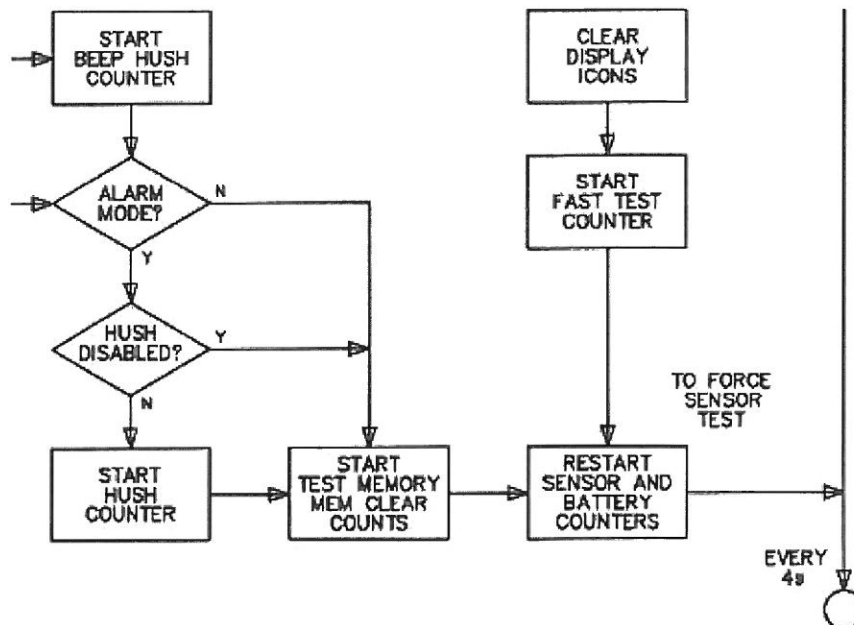 START
BEEP HUSH
COUNTER
CLEAR
DISPLAY
ICONS
ALARM
MODE?
N
Y
START
FAST TEST
COUNTER
HUSH
DISABLED?
Y
N
TO FORCE
SENSOR
TEST
START
HUSH
COUNTER
START
TEST MEMORY
MEM CLEAR
COUNTS
RESTART
SENSOR AND
BATTERY
COUNTERS
EVERY
4s